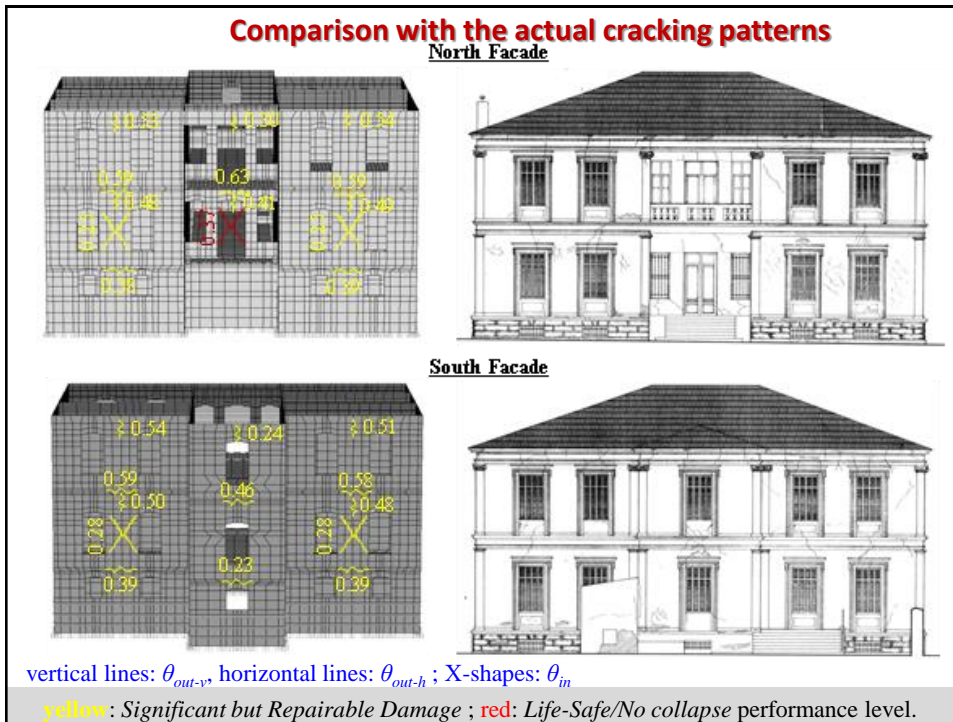 Comparison with the actual cracking patterns
North Facade
0.53 0.30 0.54
0.59 0.63 0.59
0.48 0.41 0.49
0.37
0.38 0.39
South Facade
0.54 0.24 0.51
0.59 0.46 0.58
0.50 0.48
0.28 0.28
0.39 0.23 0.39
vertical lines: θout-v, horizontal lines: θout-h ; X-shapes: θin
yellow: Significant but Repairable Damage ; red: Life-Safe/No collapse performance level.